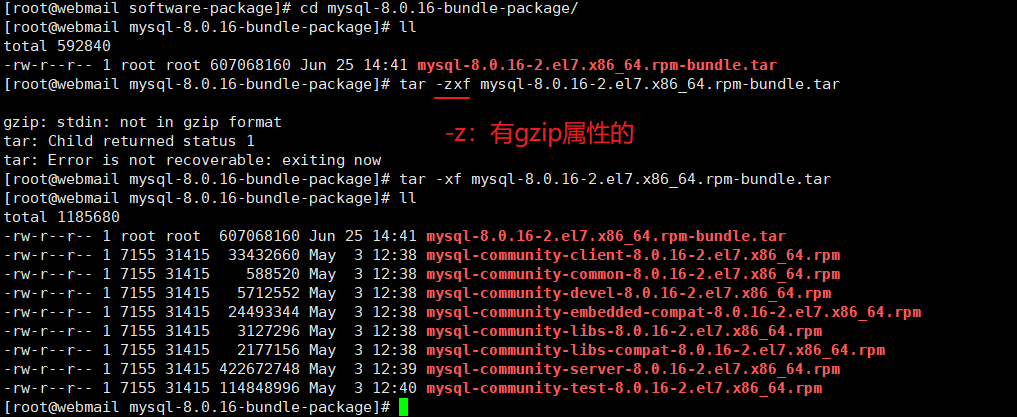 [root@webmail software-package]# cd mysql-8.0.16-bundle-package/
[root@webmail mysql-8.0.16-bundle-package]# ll
total 592840
-rw-r--r-- 1 root root 607068160 Jun 25 14:41 mysql-8.0.16-2.el7.x86_64.rpm-bundle.tar
[root@webmail mysql-8.0.16-bundle-package]# tar -zxf mysql-8.0.16-2.el7.x86_64.rpm-bundle.tar
gzip: stdin: not in gzip format
-z：有gzip属性的
tar: Child returned status 1
tar: Error is not recoverable: exiting now
[root@webmail mysql-8.0.16-bundle-package]# tar -xf mysql-8.0.16-2.el7.x86_64.rpm-bundle.tar
[root@webmail mysql-8.0.16-bundle-package]# ll
total 1185680
-rw-r--r-- 1 root root  607068160 Jun 25 14:41 mysql-8.0.16-2.el7.x86_64.rpm-bundle.tar
-rw-r--r-- 1 7155 31415  33432660 May  3 12:38 mysql-community-client-8.0.16-2.el7.x86_64.rpm
-rw-r--r-- 1 7155 31415    588520 May  3 12:38 mysql-community-common-8.0.16-2.el7.x86_64.rpm
-rw-r--r-- 1 7155 31415   5712552 May  3 12:38 mysql-community-devel-8.0.16-2.el7.x86_64.rpm
-rw-r--r-- 1 7155 31415  24493344 May  3 12:38 mysql-community-embedded-compat-8.0.16-2.el7.x86_64.rpm
-rw-r--r-- 1 7155 31415   3127296 May  3 12:38 mysql-community-libs-8.0.16-2.el7.x86_64.rpm
-rw-r--r-- 1 7155 31415   2177156 May  3 12:38 mysql-community-libs-compat-8.0.16-2.el7.x86_64.rpm
-rw-r--r-- 1 7155 31415 422672748 May  3 12:39 mysql-community-server-8.0.16-2.el7.x86_64.rpm
-rw-r--r-- 1 7155 31415 114848996 May  3 12:40 mysql-community-test-8.0.16-2.el7.x86_64.rpm
[root@webmail mysql-8.0.16-bundle-package]#